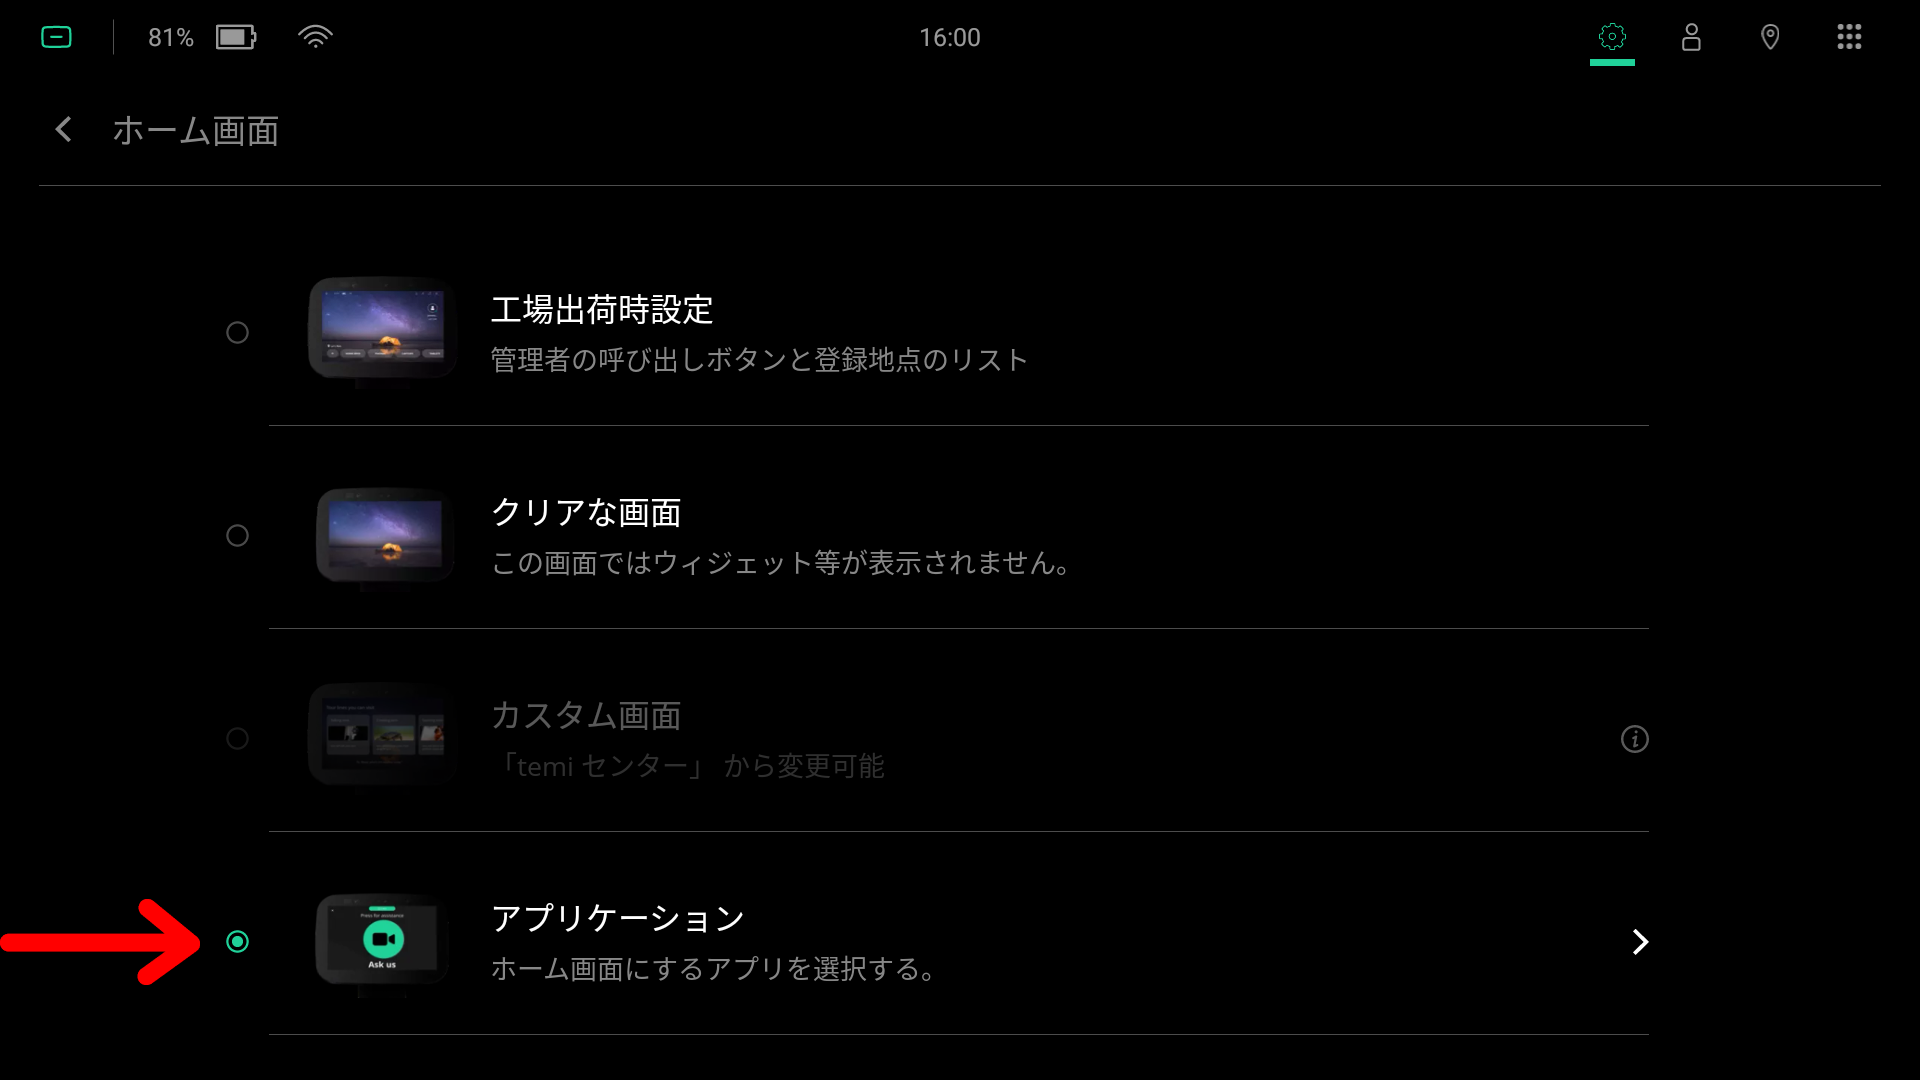 81%
16:00
ホーム画面
工場出荷時設定
管理者の呼び出しボタンと登録地点のリスト
クリアな画面
この画面ではウィジェット等が表示されません。
カスタム画面
「temi センター」 から変更可能
アプリケーション
ホーム画面にするアプリを選択する。
Press for assistance
Ask us